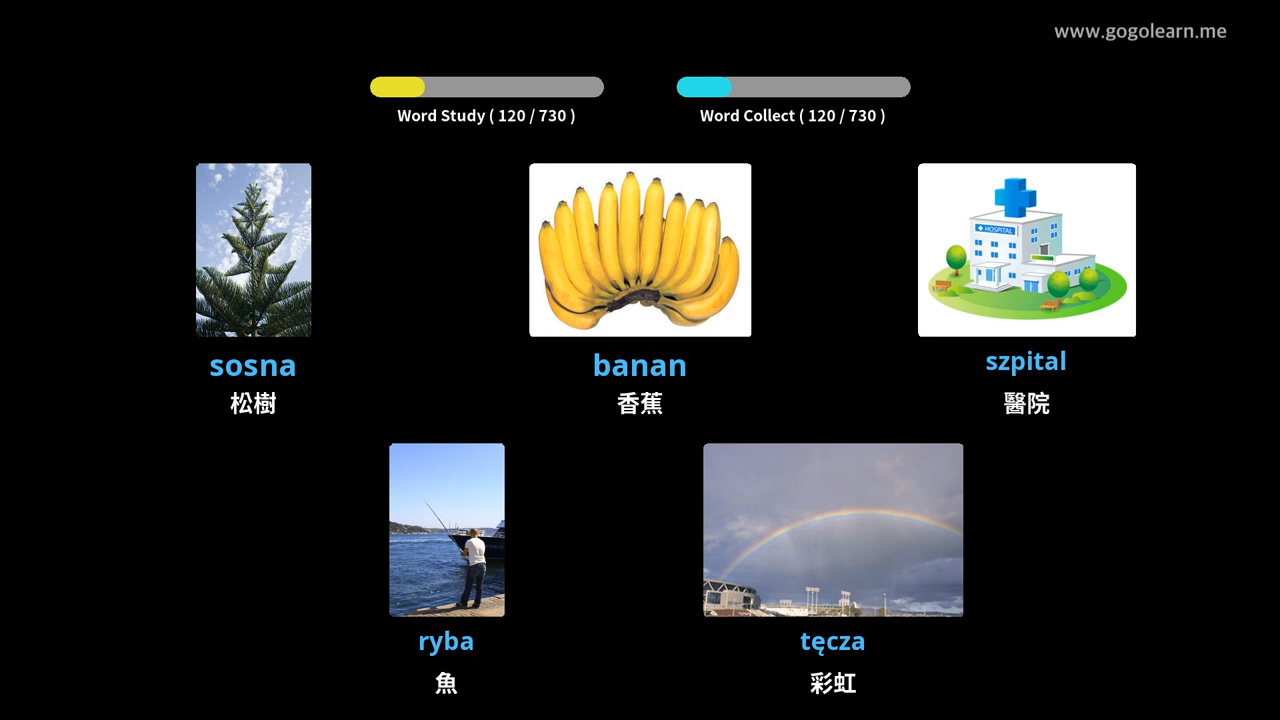 www.gogolearn.me
Word Study ( 120 / 730 )
Word Collect ( 120 / 730 )
HOSPITAL
sosna
松樹
banan
香蕉
szpital
醫院
ryba
魚
tęcza
彩虹